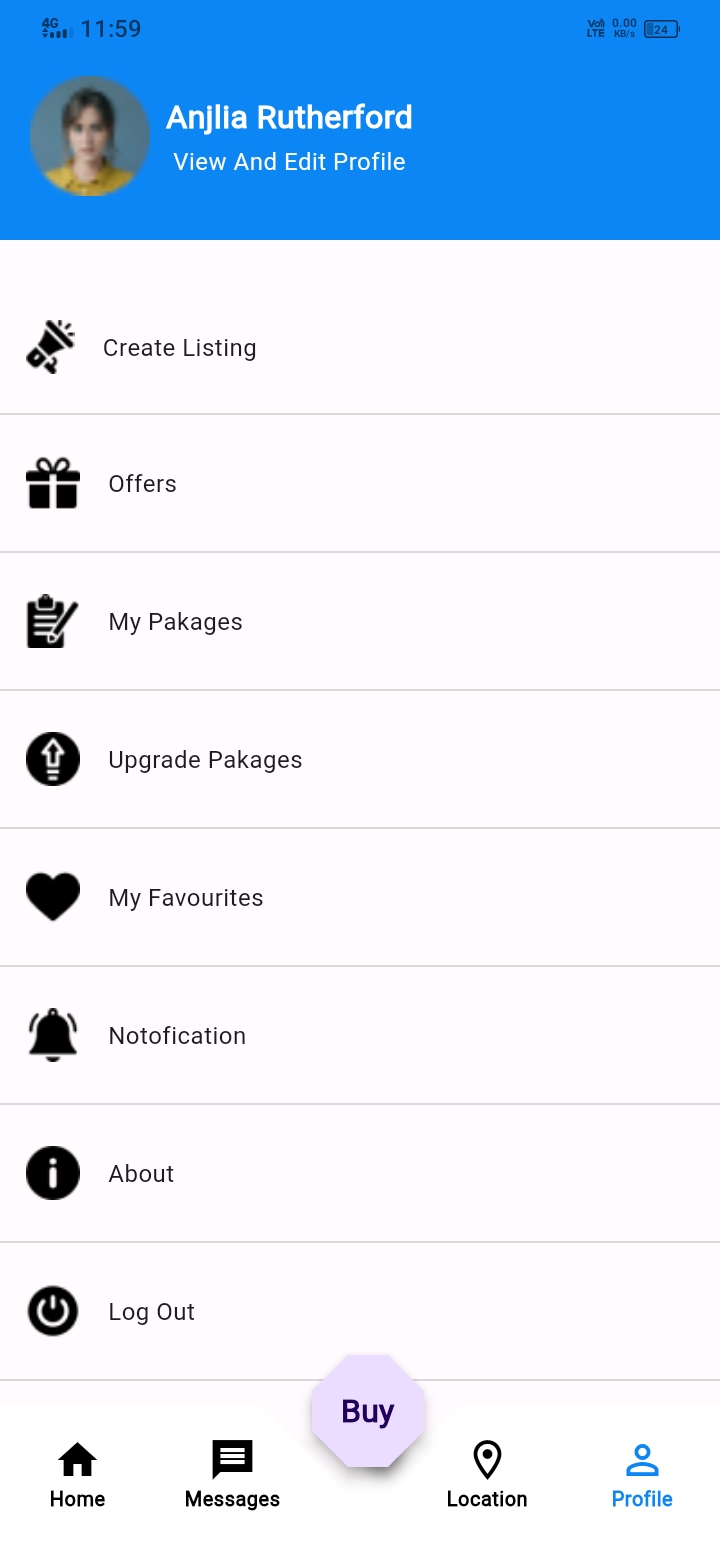 4G 11:59 Vo) LTE 0.00 KB/s 24
Anjlia Rutherford
View And Edit Profile
Create Listing
Offers
My Pakages
Upgrade Pakages
My Favourites
Notofication
About
Log Out
Buy
Home Messages Location Profile